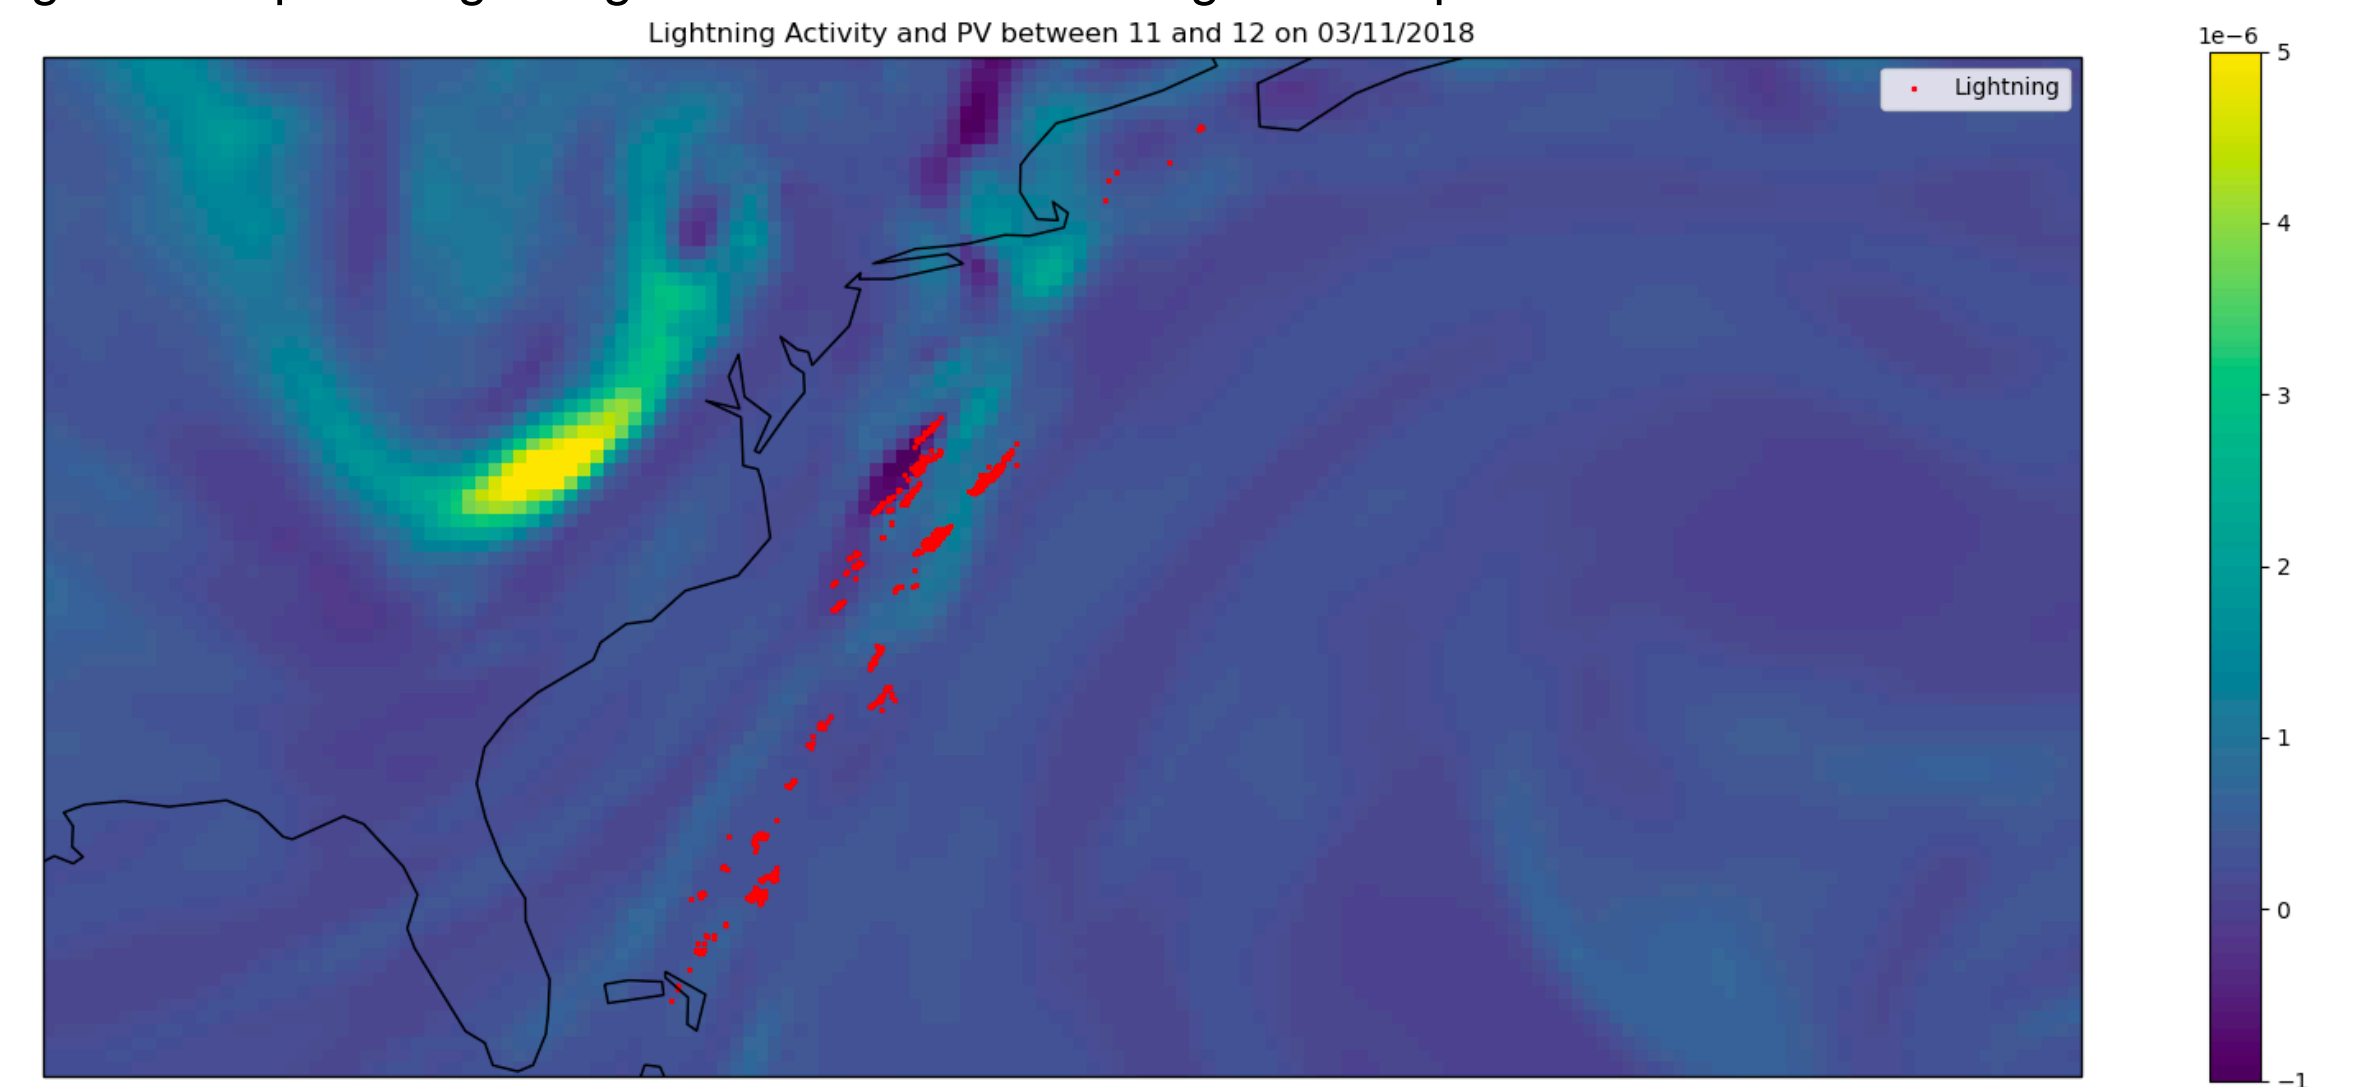 Lightning Activity and PV between 11 and 12 on 03/11/2018
1e−6
Lightning
5
4
3
2
1
0
−1